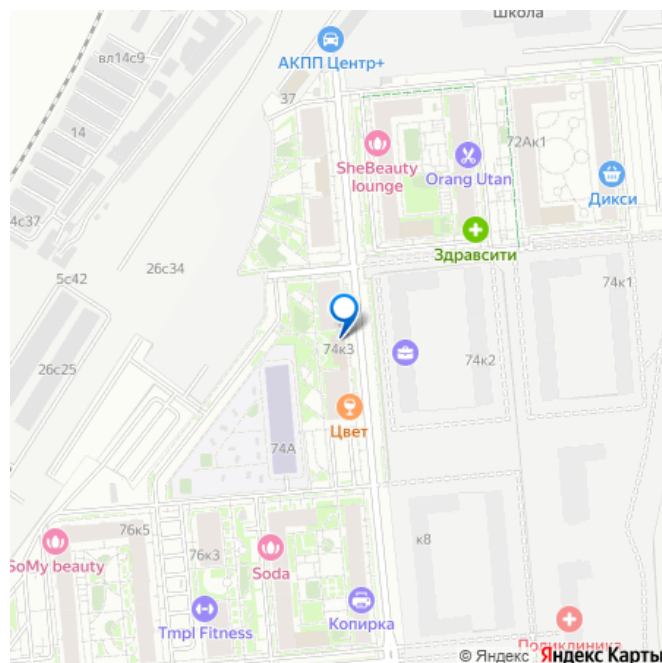 школа
вл14с9
АКПП Центр+
37
14
SheBeauty
lounge
Orang Utan
72Ак1
Дикси
4с37
Здравсити
5с42
26с34
74к1
74к3
74к2
26с25
Цвет
74А
76к5
к8
SoMy beauty
76к3
Soda
Tmpl Fitness
Копирка
Поликлиника
© Яндекс Яндекс Карты